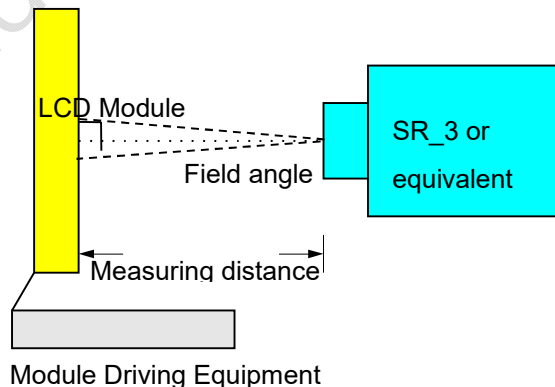 LCD Module
SR_3 or
equivalent
Field angle
Measuring distance
Module Driving Equipment